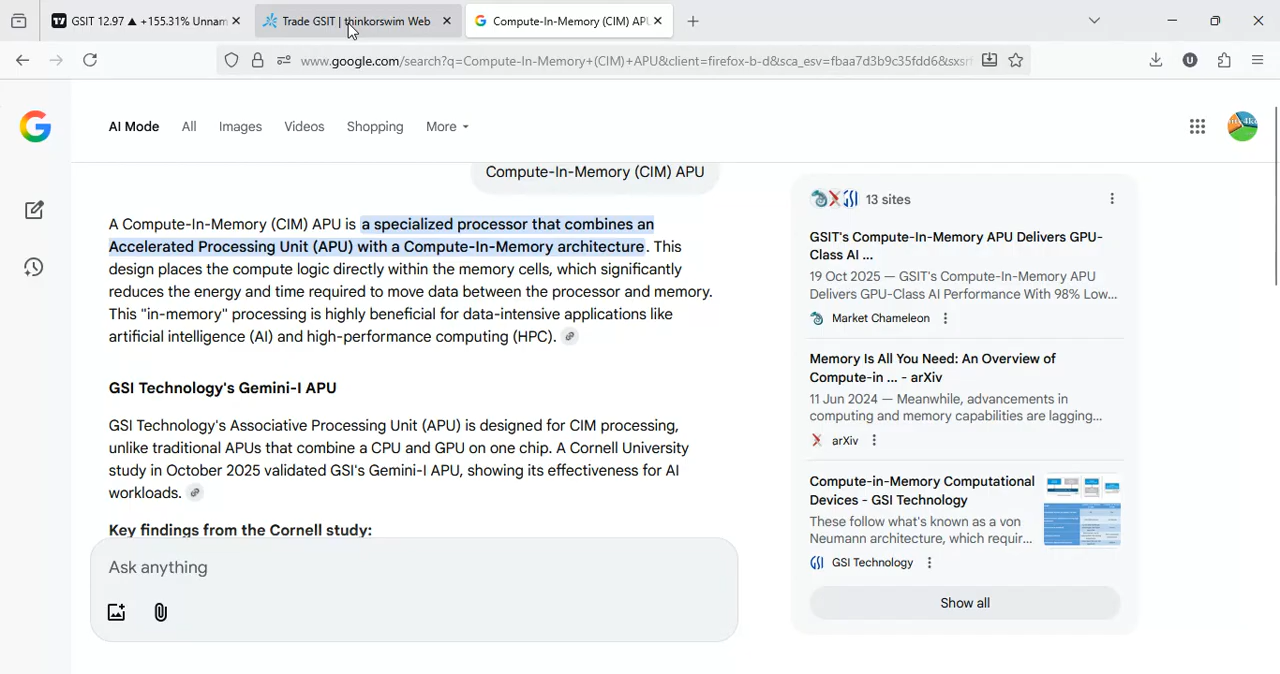 GSIT 12.97 ▲ +155.31% Unnam
Trade GSIT | thinkorswim Web
Compute-In-Memory (CIM) AP
www.google.com/search?q=Compute-In-Memory+(CIM)+APU&client=firefox-b-d&sca_esv=fbaa7d3b9c35fdd6&sxsr
AI Mode
All
Images
Videos
Shopping
More
Compute-In-Memory (CIM) APU
A Compute-In-Memory (CIM) APU is a specialized processor that combines an
Accelerated Processing Unit (APU) with a Compute-In-Memory architecture. This
design places the compute logic directly within the memory cells, which significantly
reduces the energy and time required to move data between the processor and memory.
This "in-memory" processing is highly beneficial for data-intensive applications like
artificial intelligence (AI) and high-performance computing (HPC).
GSI Technology's Gemini-I APU
GSI Technology's Associative Processing Unit (APU) is designed for CIM processing,
unlike traditional APUs that combine a CPU and GPU on one chip. A Cornell University
study in October 2025 validated GSI's Gemini-I APU, showing its effectiveness for AI
workloads.
Key findings from the Cornell study:
Ask anything
13 sites
GSIT's Compute-In-Memory APU Delivers GPU-
Class AI ...
19 Oct 2025 — GSIT's Compute-In-Memory APU
Delivers GPU-Class AI Performance With 98% Low...
Market Chameleon
Memory Is All You Need: An Overview of
Compute-in ... - arXiv
11 Jun 2024 — Meanwhile, advancements in
computing and memory capabilities are lagging...
arXiv
Compute-in-Memory Computational
Devices - GSI Technology
These follow what's known as a von
Neumann architecture, which requir...
GSI Technology
Show all